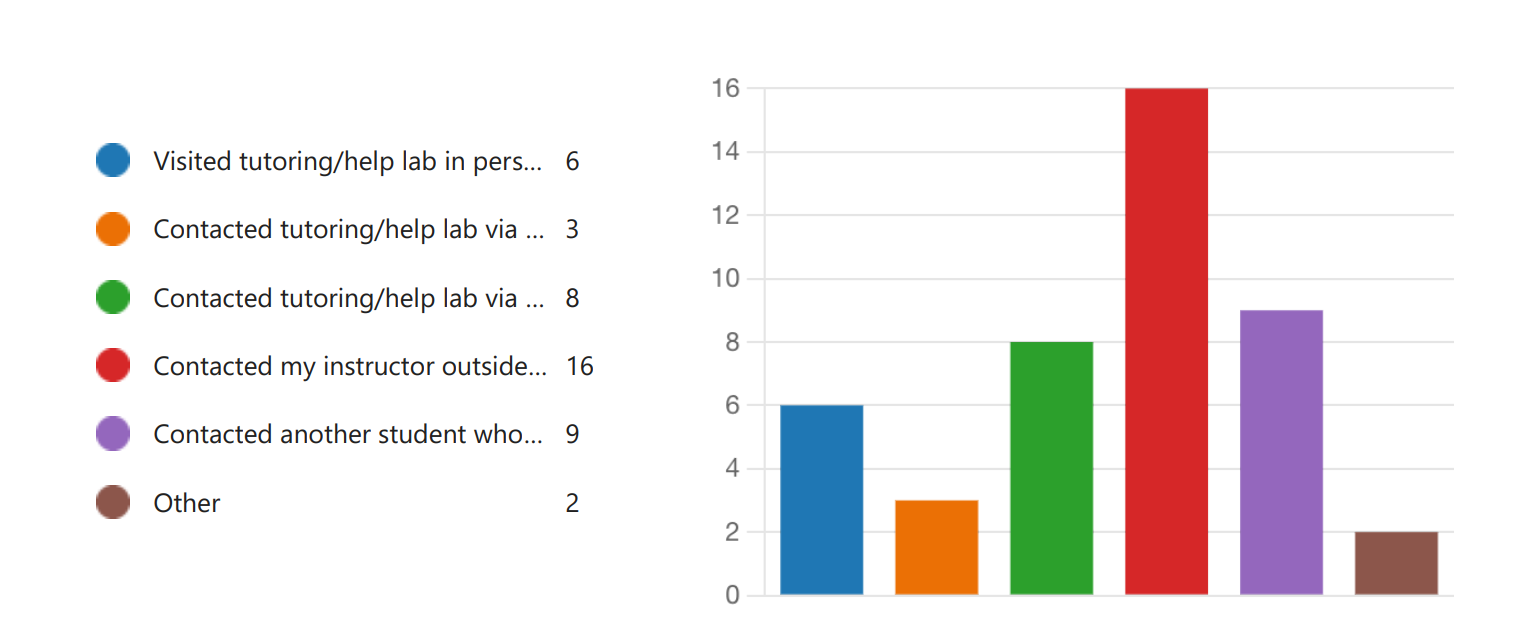 Visited tutoring/help lab in pers... 6
Contacted tutoring/help lab via ... 3
Contacted tutoring/help lab via ... 8
Contacted my instructor outside... 16
Contacted another student who... 9
Other 2
16
14
12
10
8
6
4
2
0